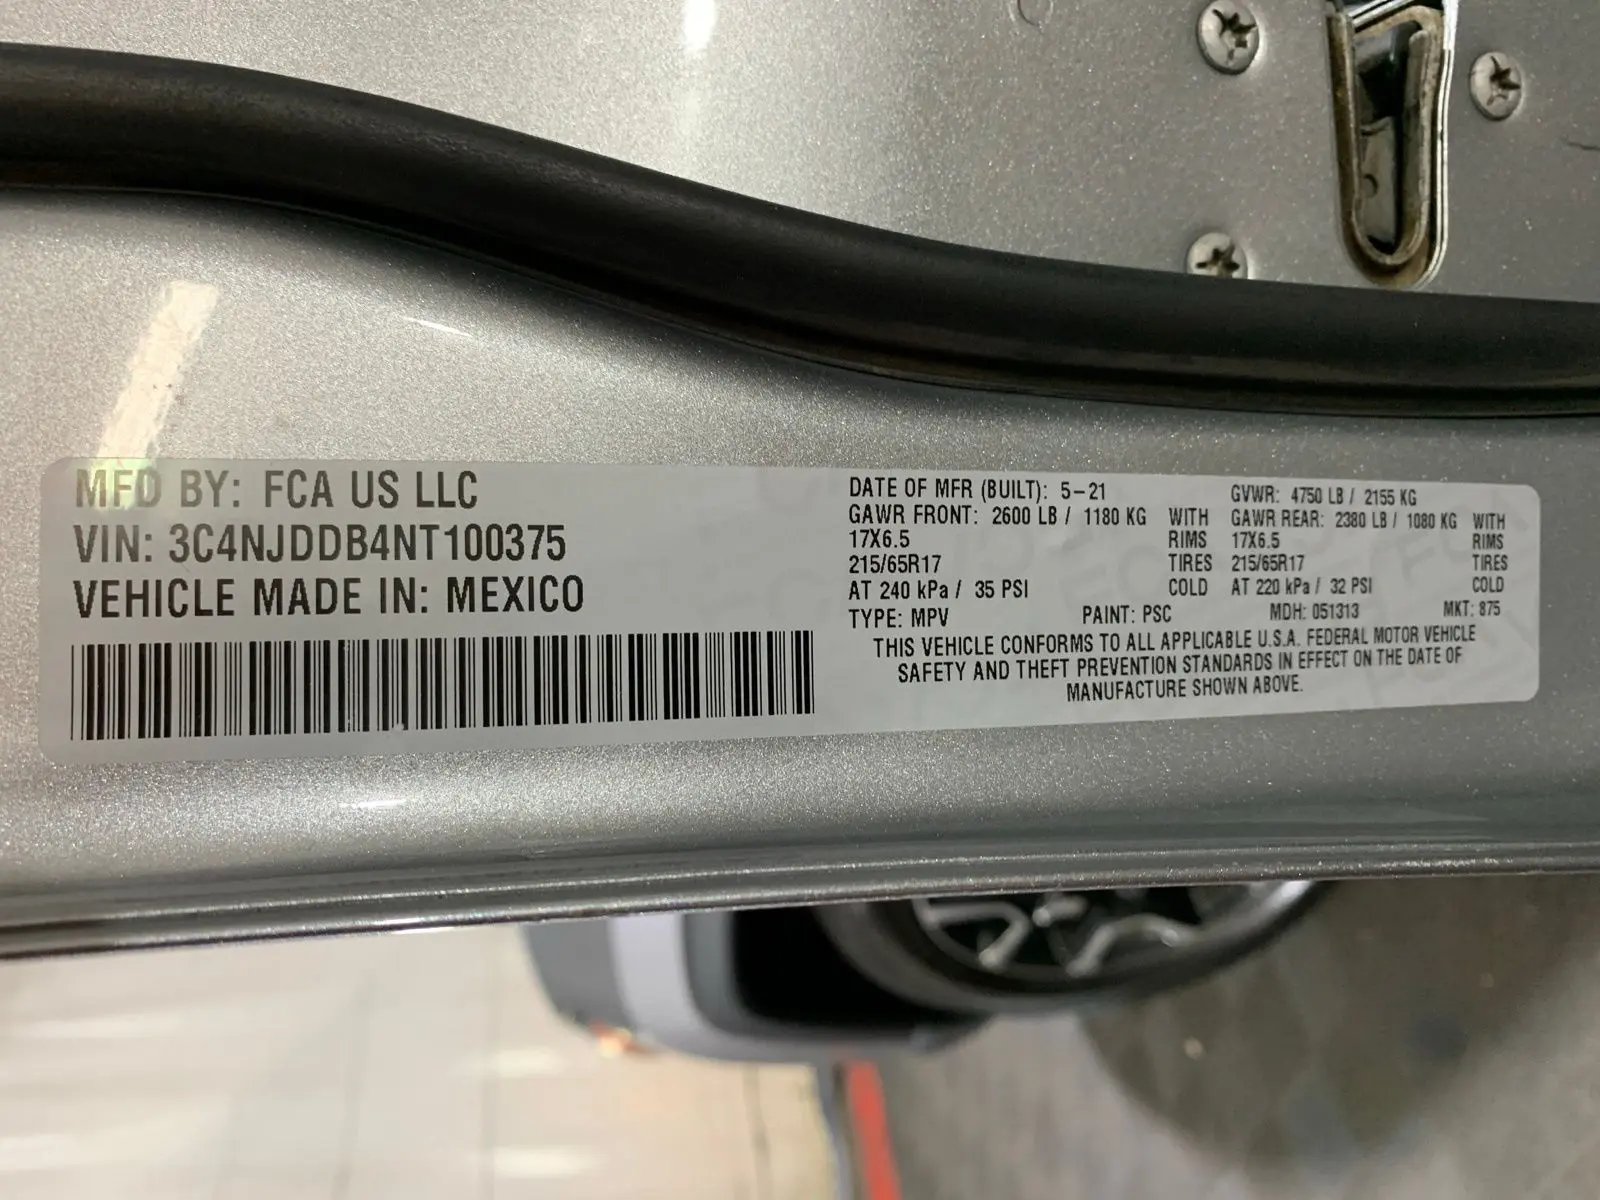 MFD BY: FCA US LLC
VIN: 3C4NJDDB4NT100375
VEHICLE MADE IN: MEXICO
DATE OF MFR (BUILT): 5-21 GVWR: 4750 LB / 2155 KG
GAWR FRONT: 2600 LB / 1180 KG WITH GAWR REAR: 2380 LB / 1080 KG WITH
17X6.5 RIMS 17X6.5 RIMS
215/65R17 TIRES 215/65R17 TIRES
AT 240 kPa / 35 PSI COLD AT 220 kPa / 32 PSI COLD
TYPE: MPV PAINT: PSC MDH: 051313 MKT: 875
THIS VEHICLE CONFORMS TO ALL APPLICABLE U.S.A. FEDERAL MOTOR VEHICLE
SAFETY AND THEFT PREVENTION STANDARDS IN EFFECT ON THE DATE OF
MANUFACTURE SHOWN ABOVE.